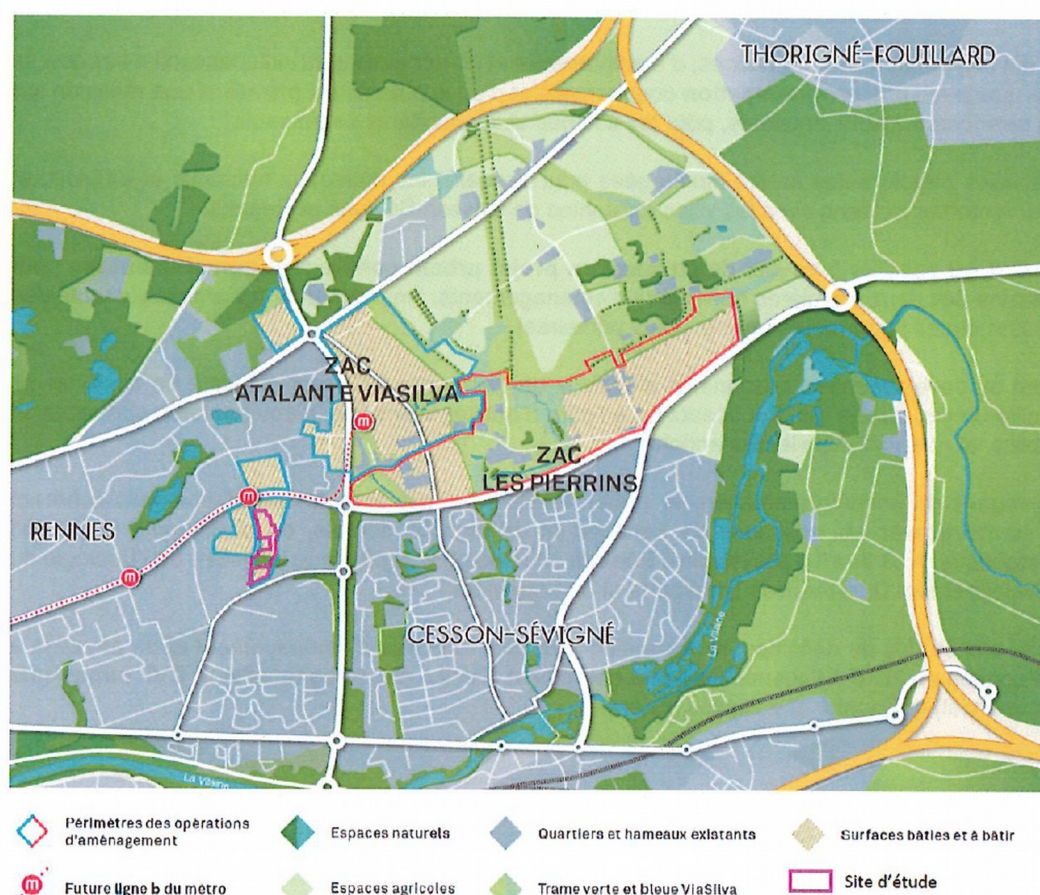 THORIGNÉ-FOUILLARD
ZAC
ATALANTE VIASILVA
m
ZAC
LES PIERRINS
m
RENNES
m
CESSON-SÉVIGNÉ
La Vilaine
La Vilaine
Périmètres des opérations
d'aménagement
Espaces naturels
Quartiers et hameaux existants
Surfaces bâties et à bâtir
m
Future ligne b du métro
Espaces agricoles
Trame verte et bleue ViaSilva
Site d'étude